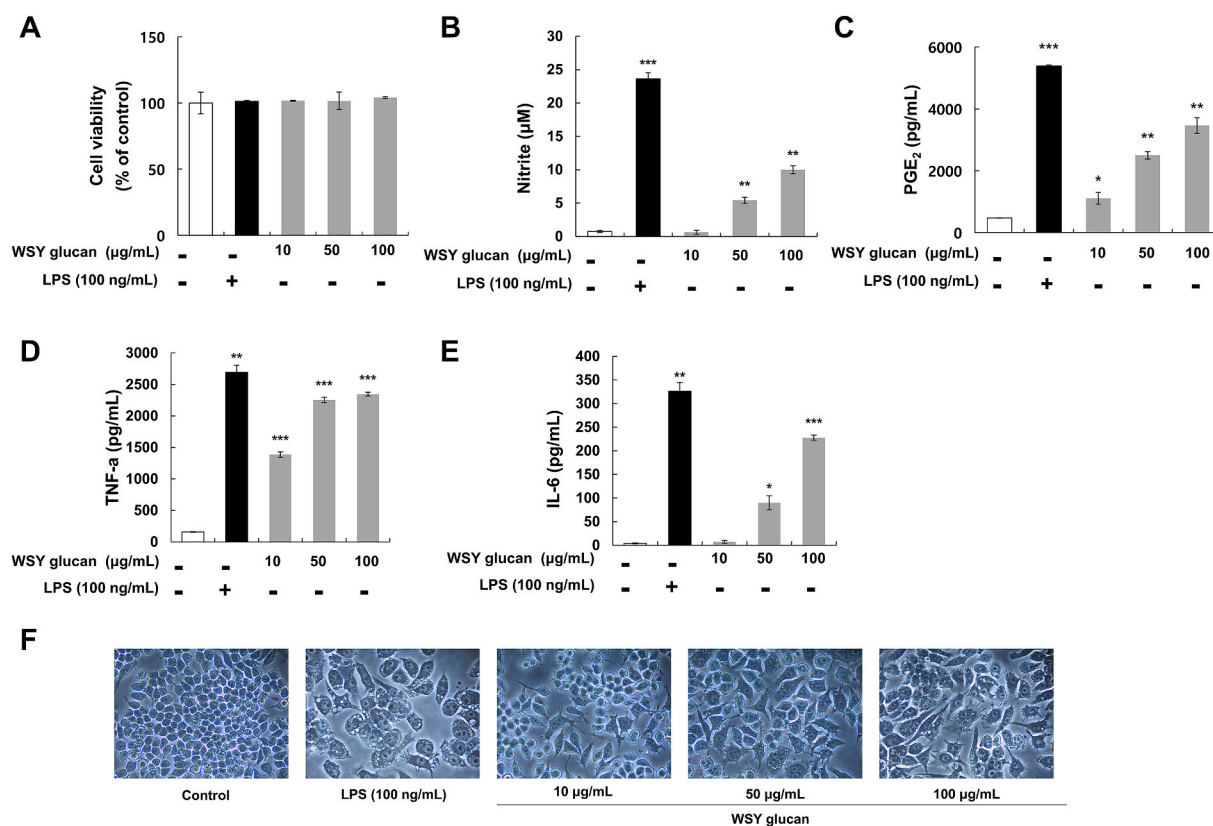 A
150
100
50
0
Cell viability
(% of control)
WSY glucan (μg/mL) - - 10 50 100
LPS (100 ng/mL) - + - - -
B
30
25
20
15
10
5
0
Nitrite (μM)
***
**
**
WSY glucan (μg/mL) - - 10 50 100
LPS (100 ng/mL) - + - - -
C
6000
4000
2000
0
PGE2 (pg/mL)
***
*
**
**
WSY glucan (μg/mL) - - 10 50 100
LPS (100 ng/mL) - + - - -
D
3000
2500
2000
1500
1000
500
0
TNF-a (pg/mL)
**
***
***
***
WSY glucan (μg/mL) - - 10 50 100
LPS (100 ng/mL) - + - - -
E
400
350
300
250
200
150
100
50
0
IL-6 (pg/mL)
**
*
***
WSY glucan (μg/mL) - - 10 50 100
LPS (100 ng/mL) - + - - -
F
Control LPS (100 ng/mL) 10 μg/mL 50 μg/mL 100 μg/mL
WSY glucan